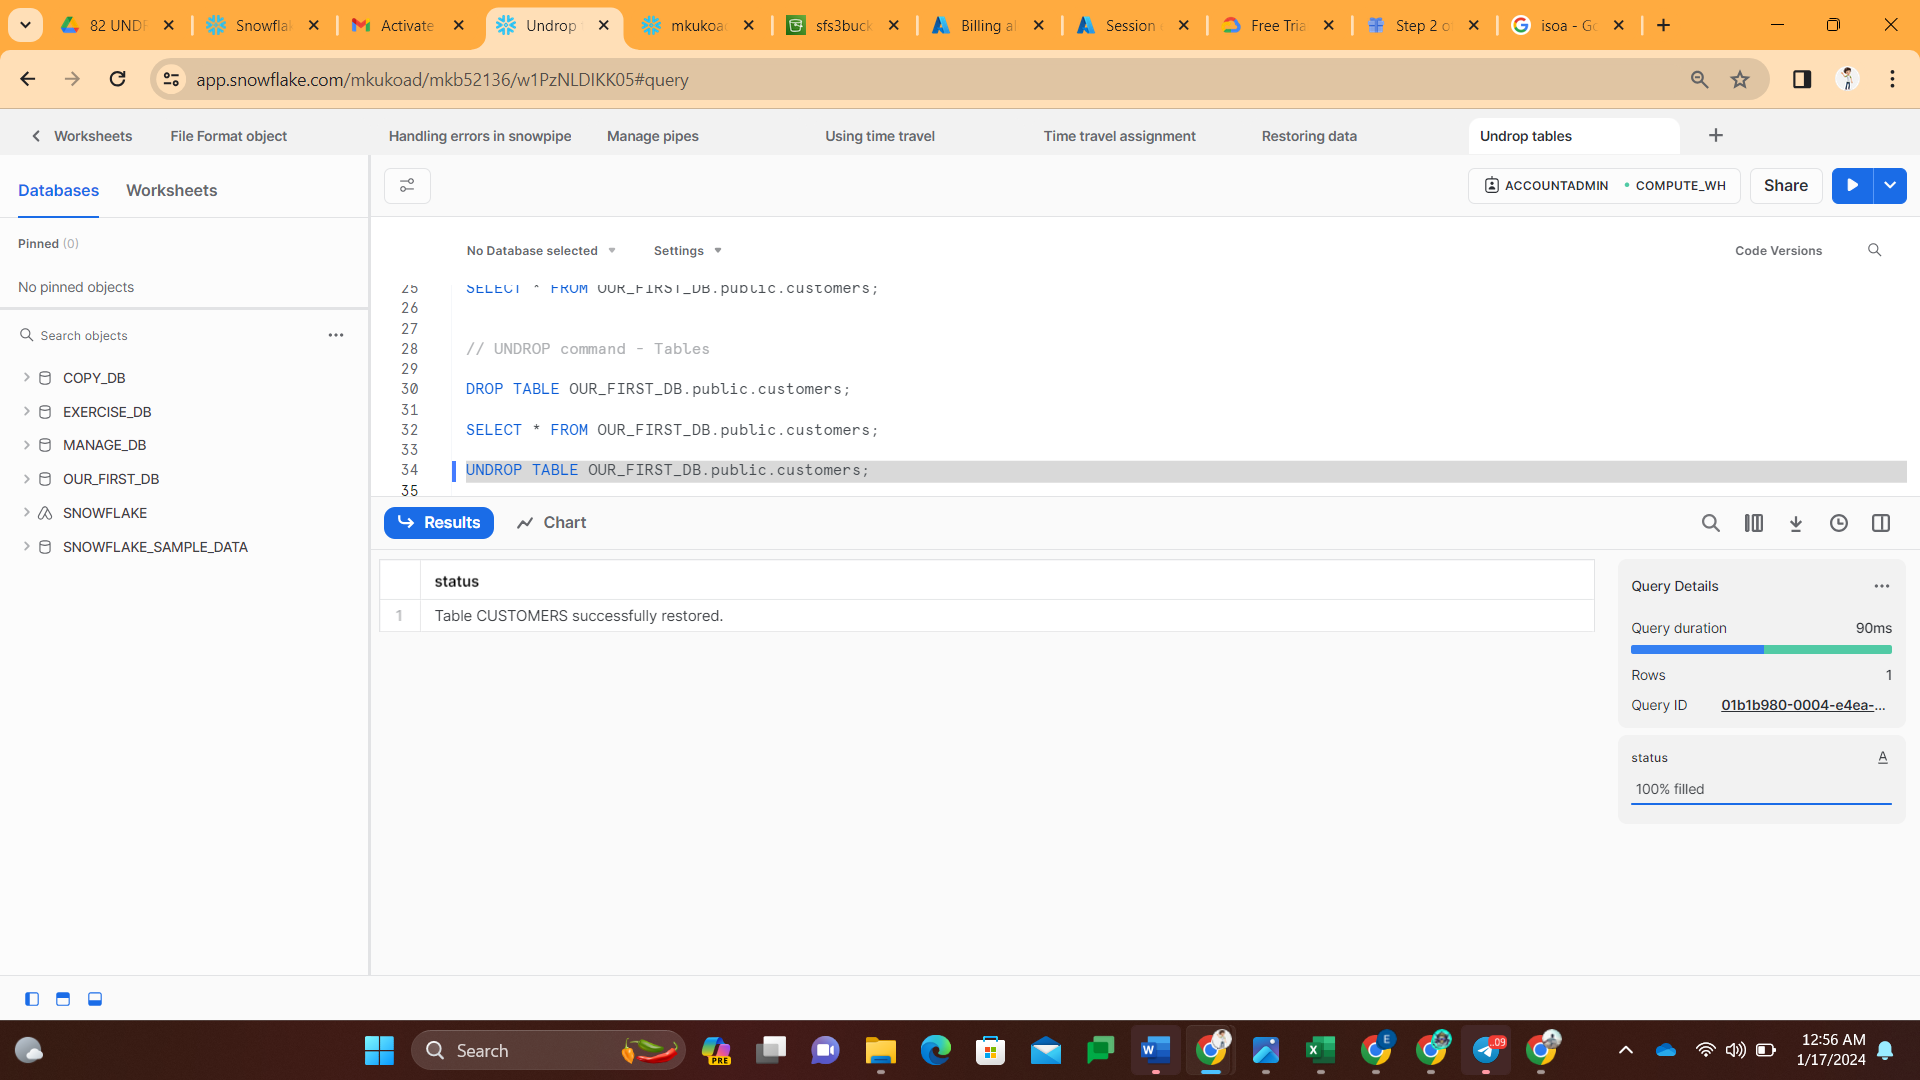 82 UNDR
Snowflak
Activate
Undrop
mkukoad
sfs3buck
Billing al
Session
Free Tria
Step 2 o
isoa - Go
app.snowflake.com/mkukoad/mkb52136/w1PzNLDIKK05#query
Worksheets
File Format object
Handling errors in snowpipe
Manage pipes
Using time travel
Time travel assignment
Restoring data
Undrop tables
Databases
Worksheets
ACCOUNTADMIN
COMPUTE_WH
Share
Pinned (0)
No Database selected
Settings
Code Versions
No pinned objects
Search objects
COPY_DB
EXERCISE_DB
MANAGE_DB
OUR_FIRST_DB
SNOWFLAKE
SNOWFLAKE_SAMPLE_DATA
25 SELECT * FROM OUR_FIRST_DB.public.customers;
26
27
28 // UNDROP command - Tables
29
30 DROP TABLE OUR_FIRST_DB.public.customers;
31
32 SELECT * FROM OUR_FIRST_DB.public.customers;
33
34 UNDROP TABLE OUR_FIRST_DB.public.customers;
35
Results
Chart
status
1 Table CUSTOMERS successfully restored.
Query Details
Query duration 90ms
Rows 1
Query ID 01b1b980-0004-e4ea-...
status A
100% filled
Search
PRE
W
X
E
.09
12:56 AM
1/17/2024